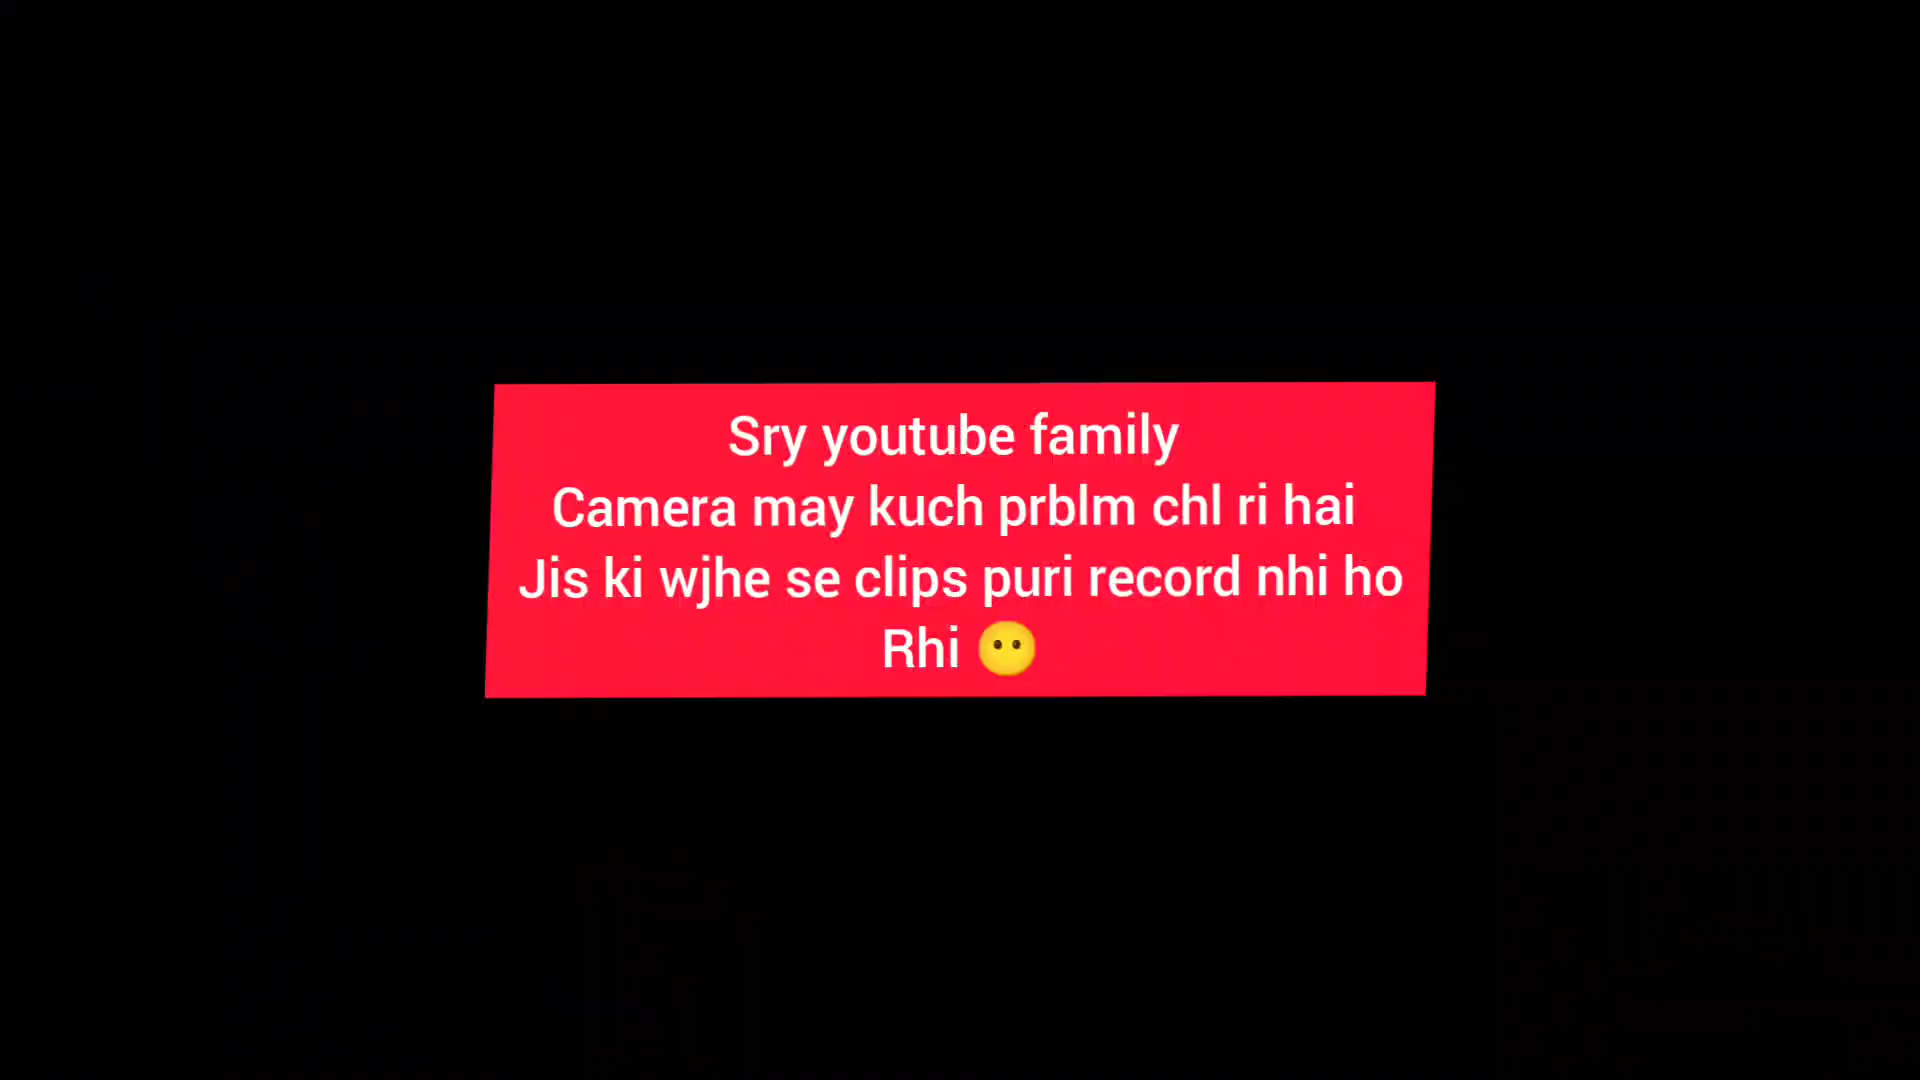 Sry youtube family
Camera may kuch prblm chl ri hai
Jis ki wjhe se clips puri record nhi ho
Rhi 😶